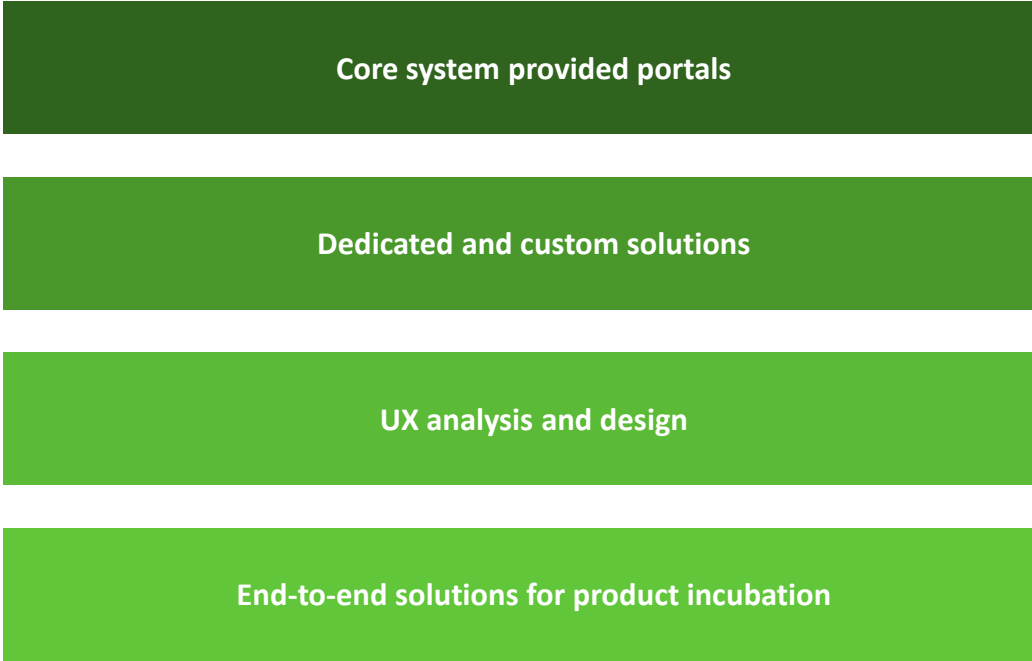 Core system provided portals
Dedicated and custom solutions
UX analysis and design
End-to-end solutions for product incubation